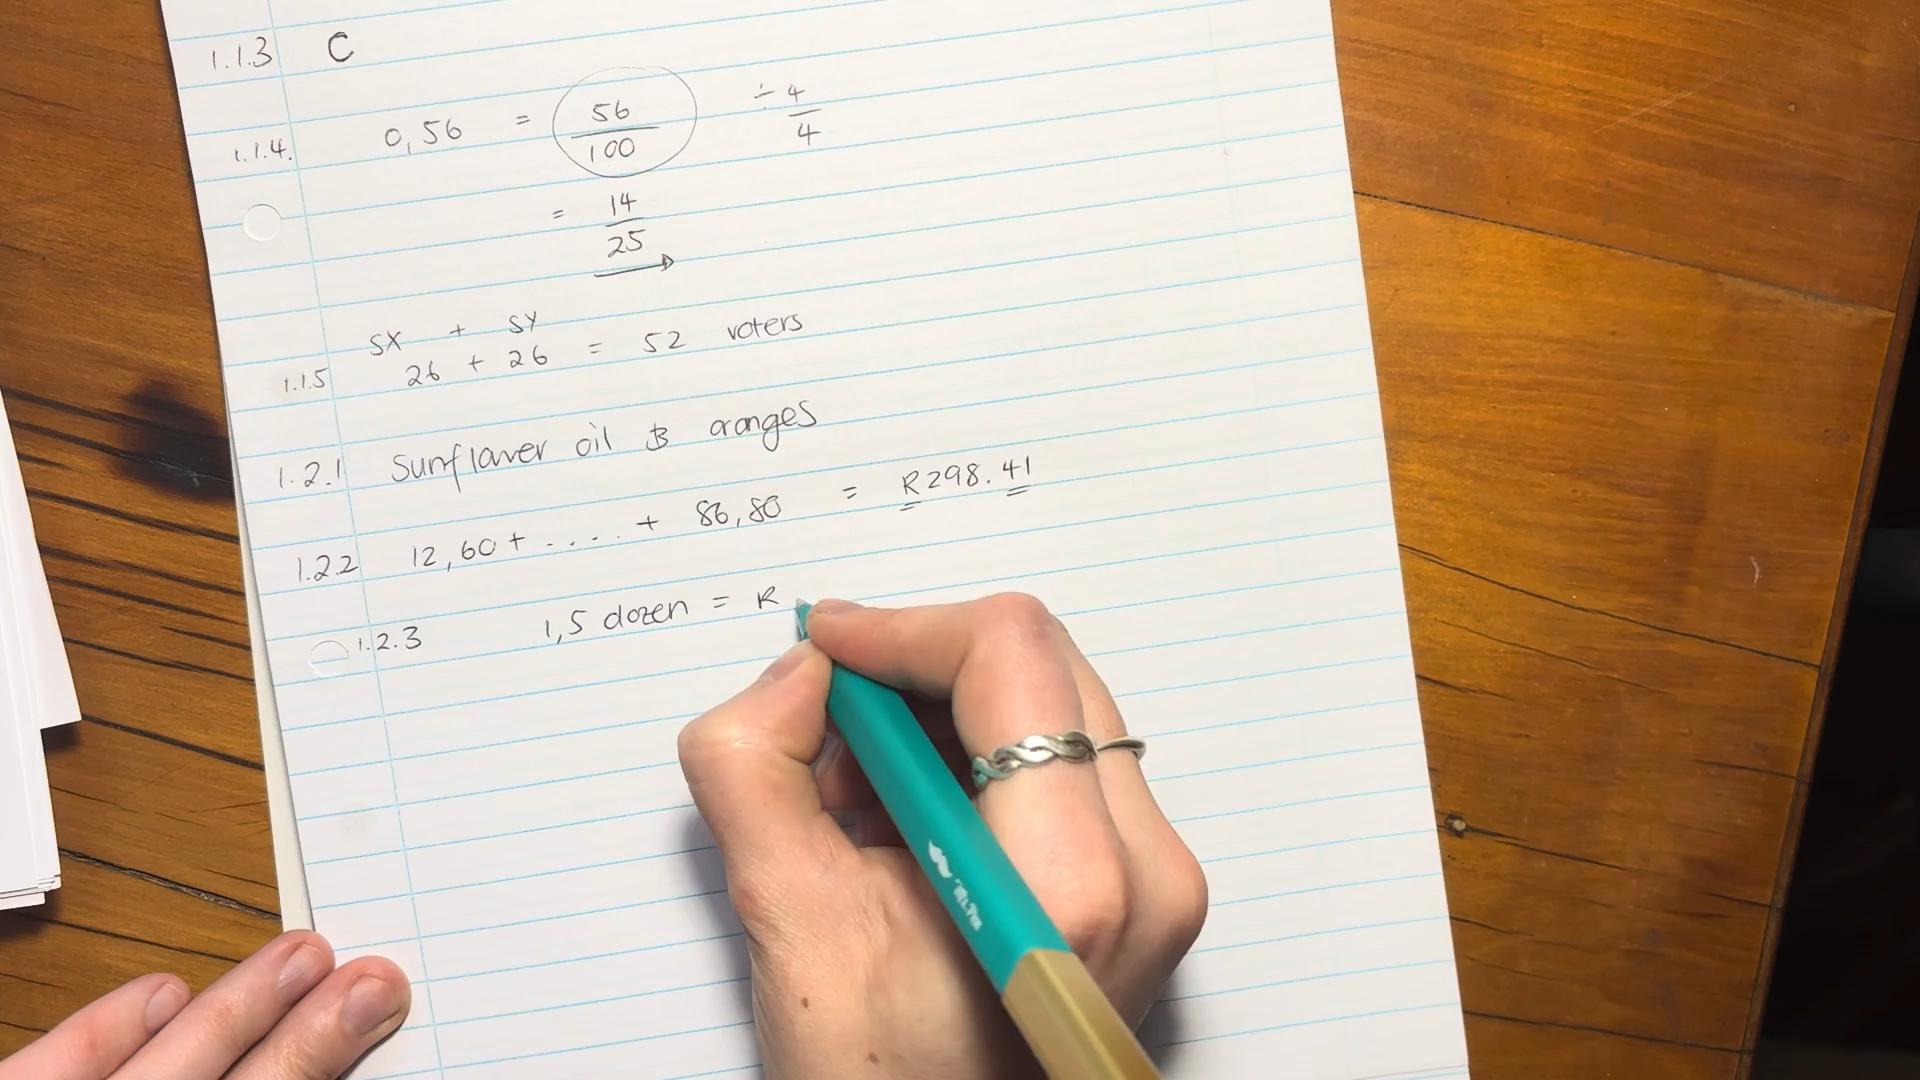 1.1.3 C
1.1.4. 0,56 = 56/100 ÷ 4/4
= 14/25
SX + SY
1.1.5 26 + 26 = 52 voters
1.2.1 Sunflower oil & oranges
1.2.2 12,60 + .... + 86,80 = R298.41
1.2.3 1,5 dozen = R